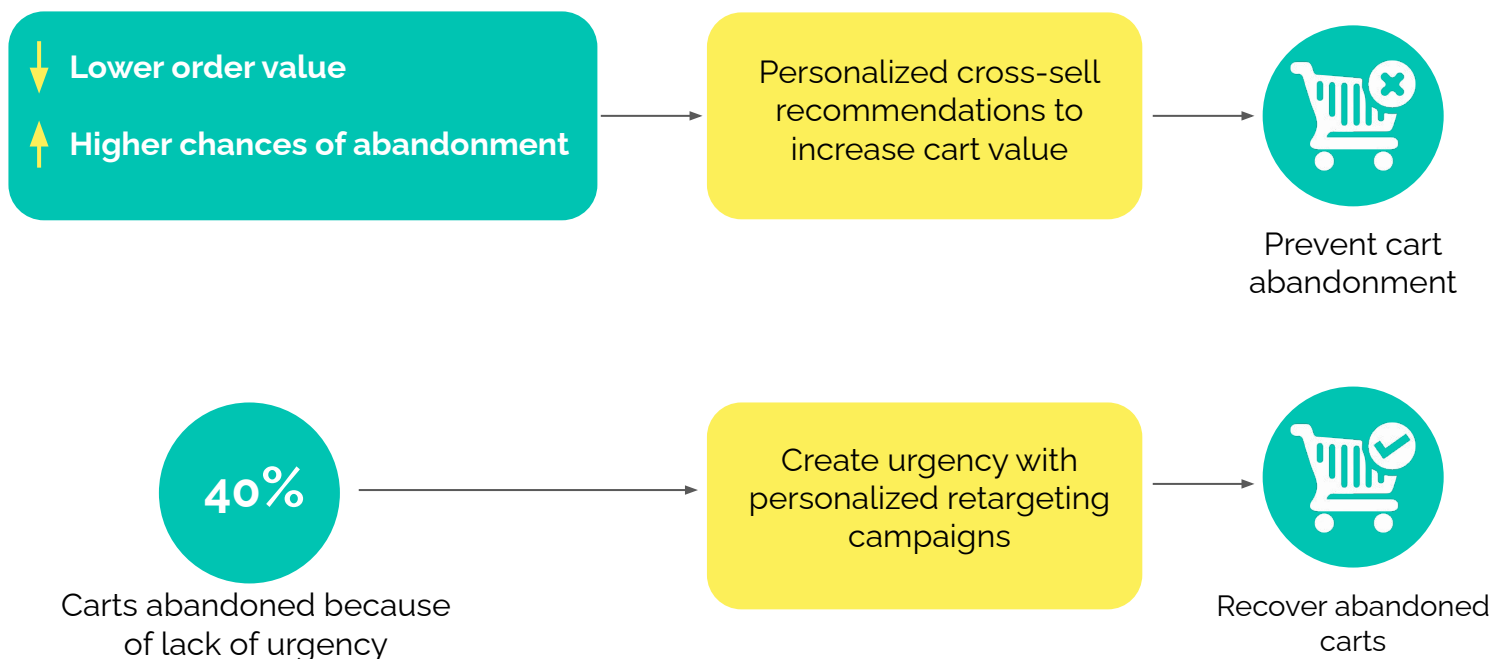 Lower order value
Higher chances of abandonment
Personalized cross-sell
recommendations to
increase cart value
Prevent cart
abandonment
40%
Carts abandoned because
of lack of urgency
Create urgency with
personalized retargeting
campaigns
Recover abandoned
carts